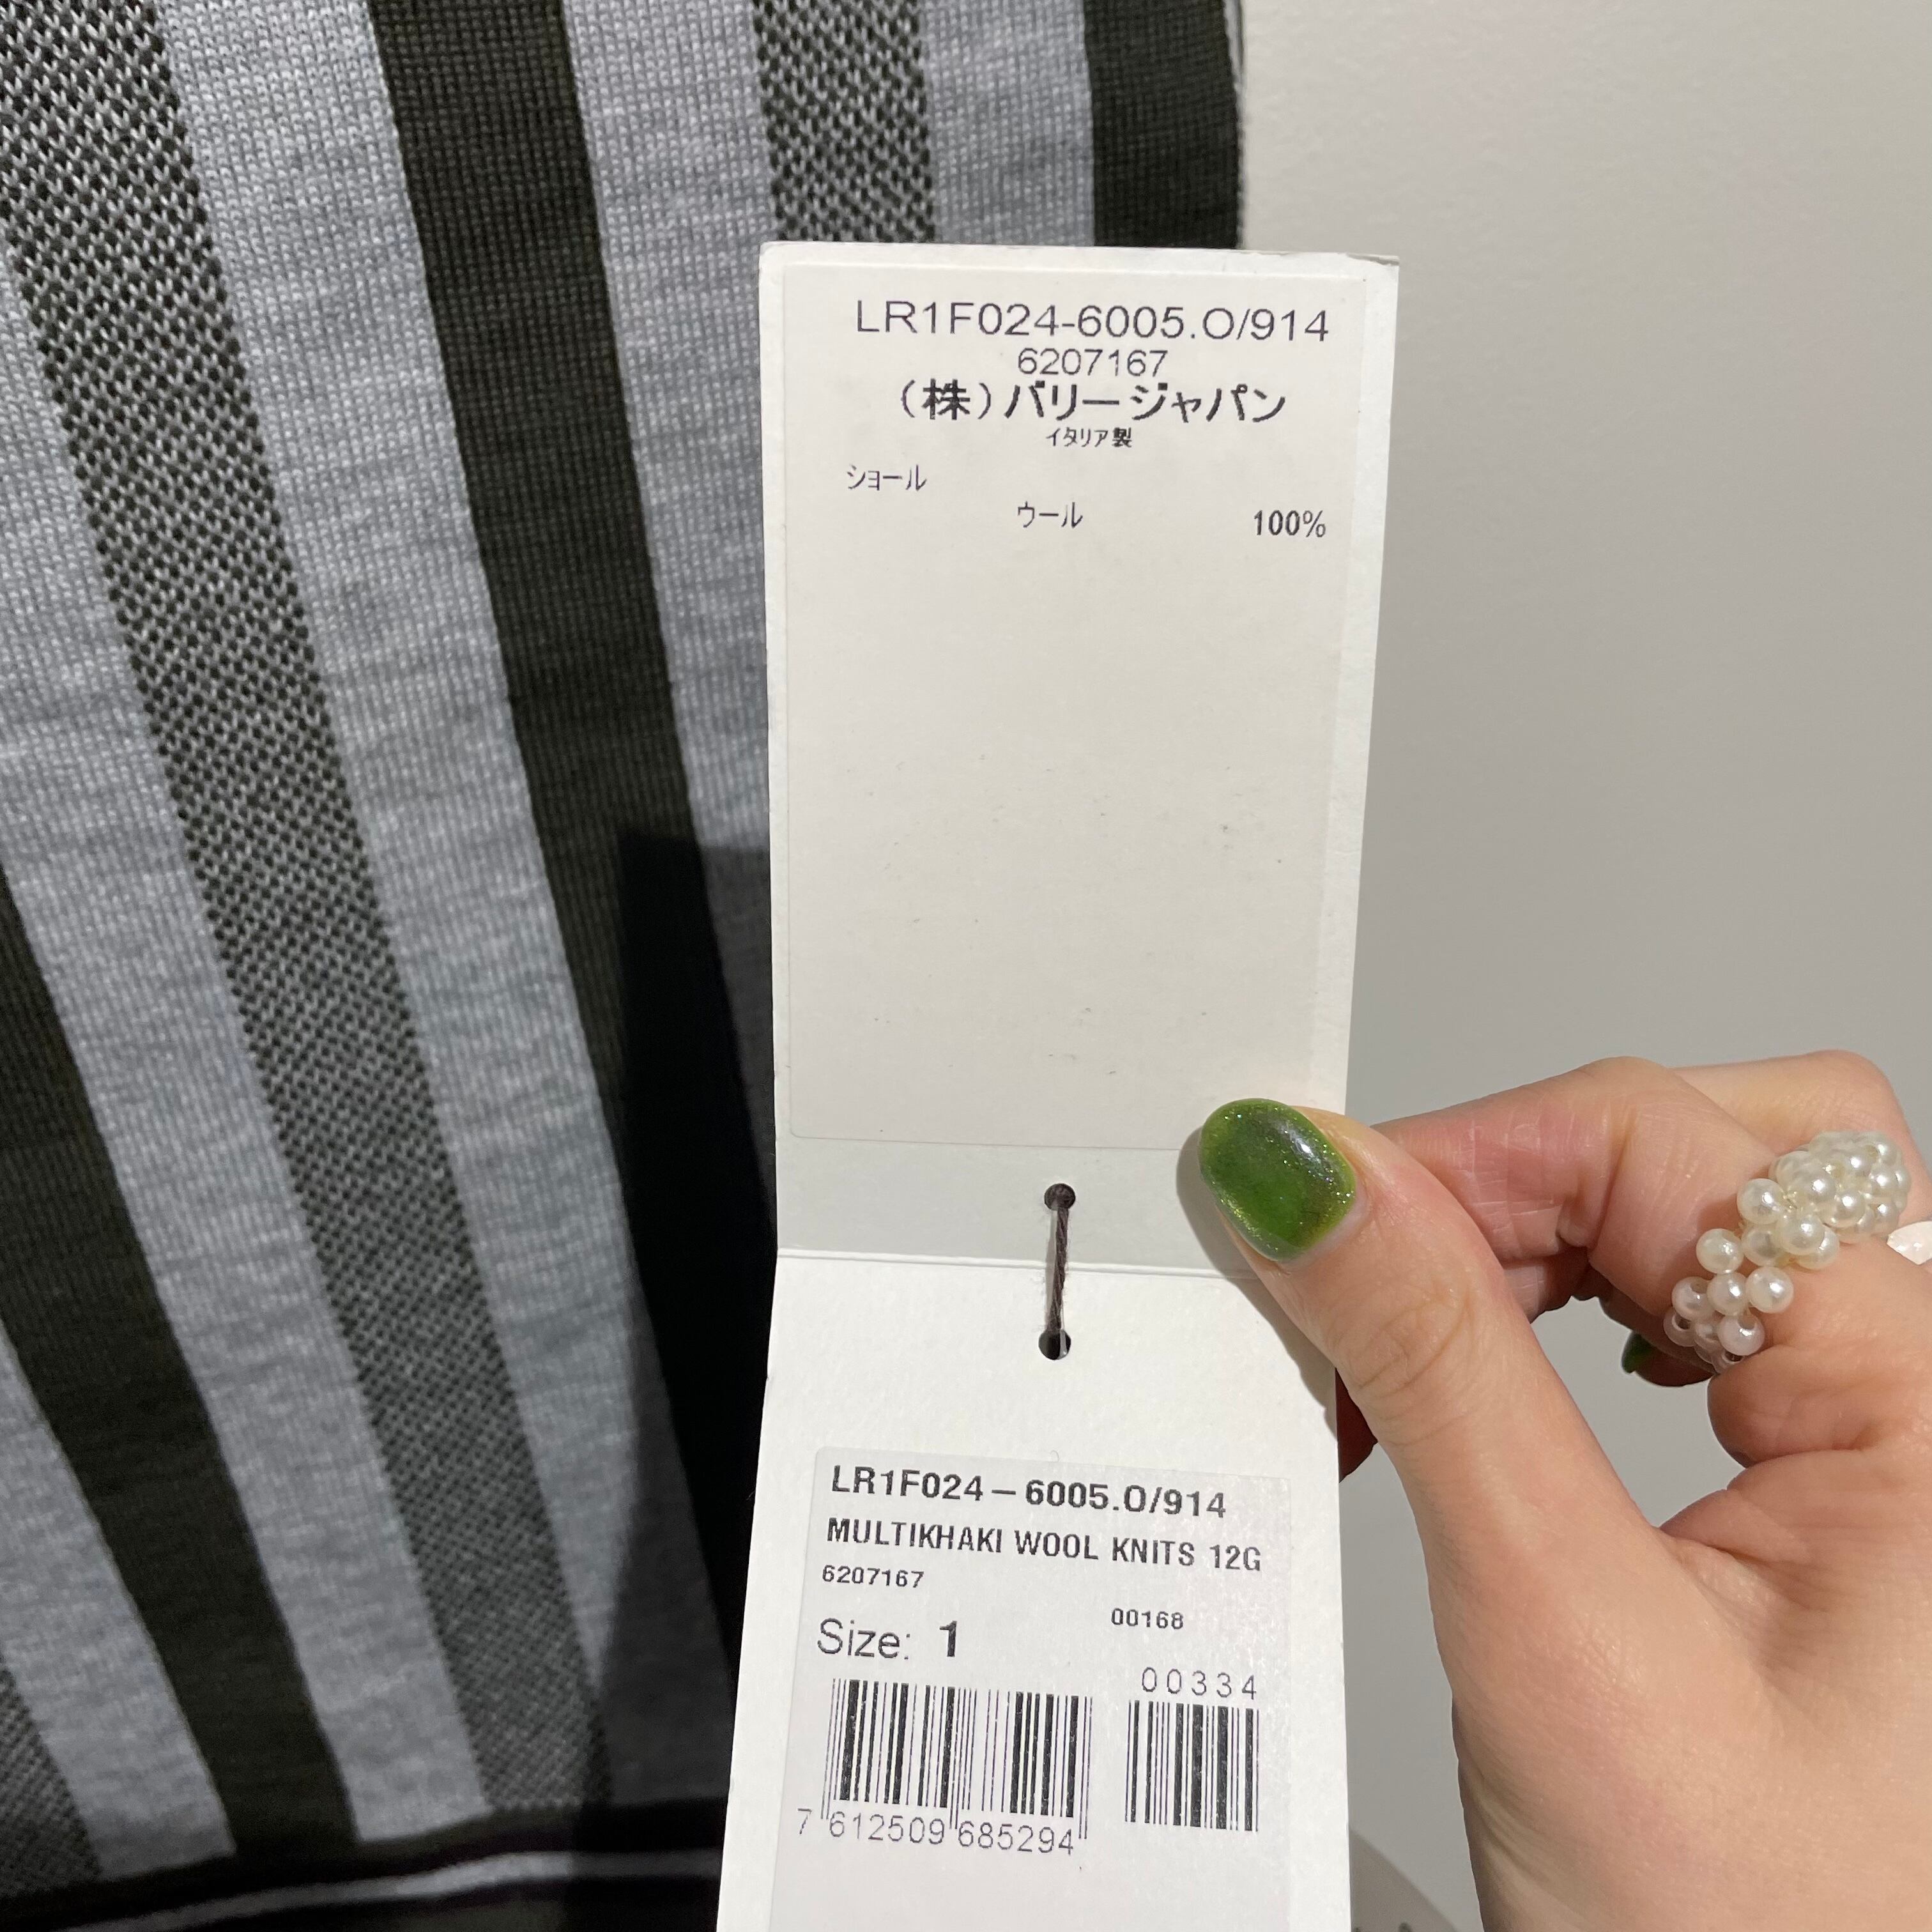 LR1F024-6005.O/914
6207167
（株）バリージャパン
イタリア製
ショール
ウール 100%
LR1F024-6005.O/914
MULTIKHAKI WOOL KNITS 12G
6207167
00168
Size: 1
00334
7 612509 685294